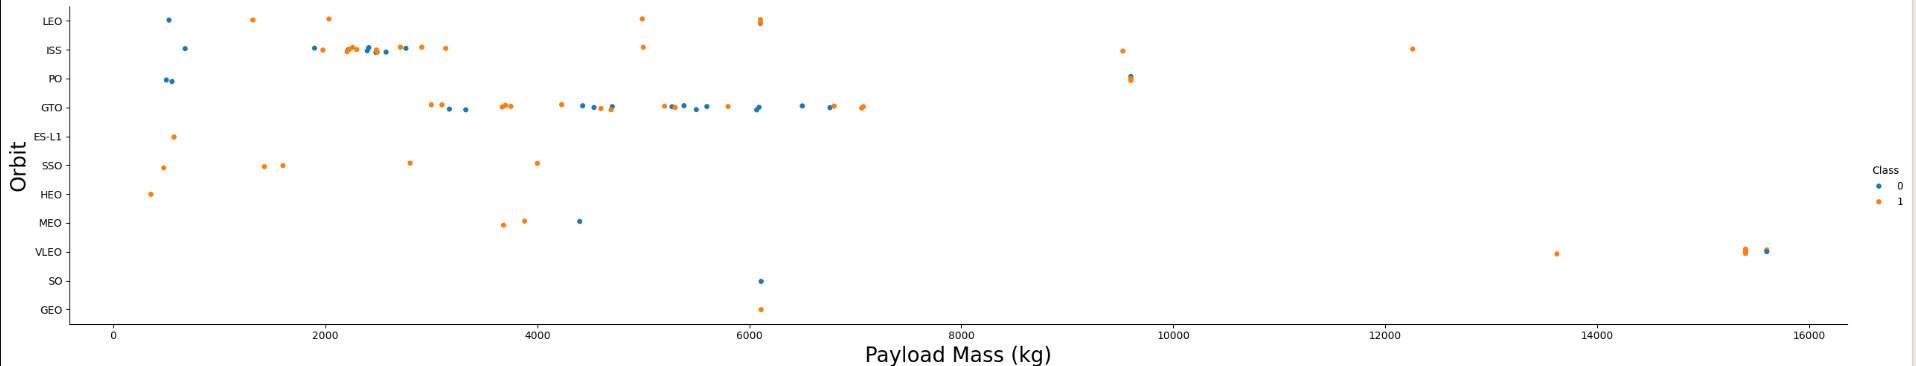 LEO
ISS
PO
GTO
ES-L1
SSO
HEO
MEO
VLEO
SO
GEO
Orbit
0 2000 4000 6000 8000 10000 12000 14000 16000
Payload Mass (kg)
Class
0
1